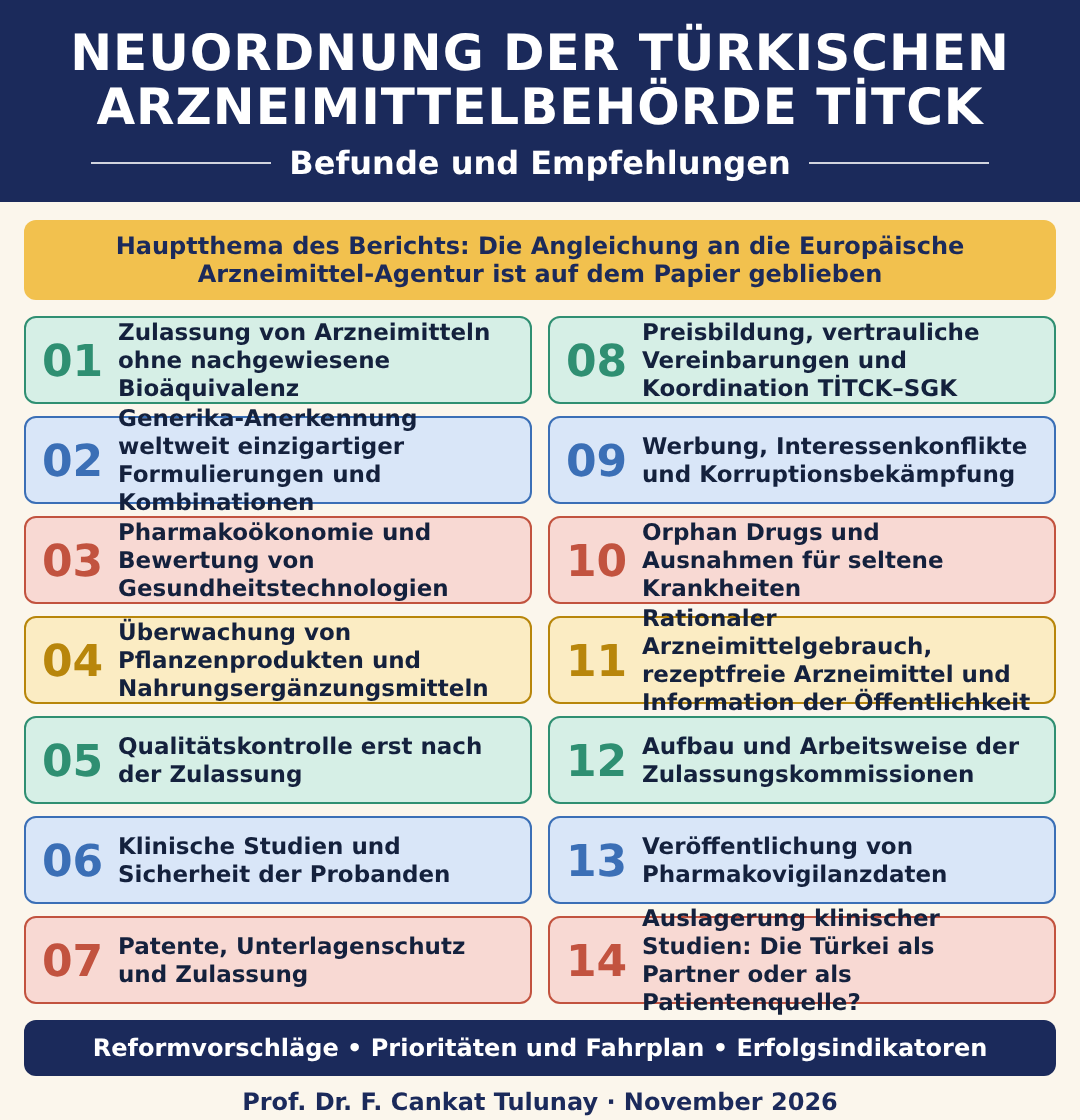 NEUORDNUNG DER TÜRKISCHEN
ARZNEIMITTELBEHÖRDE TİTCK
Befunde und Empfehlungen
Hauptthema des Berichts: Die Angleichung an die Europäische
Arzneimittel-Agentur ist auf dem Papier geblieben
01
Zulassung von Arzneimitteln
ohne nachgewiesene
Bioäquivalenz
02
Generika-Anerkennung
weltweit einzigartiger
Formulierungen und
Kombinationen
03
Pharmakoökonomie und
Bewertung von
Gesundheitstechnologien
04
Überwachung von
Pflanzenprodukten und
Nahrungsergänzungsmitteln
05
Qualitätskontrolle erst nach
der Zulassung
06
Klinische Studien und
Sicherheit der Probanden
07
Patente, Unterlagenschutz
und Zulassung
08
Preisbildung, vertrauliche
Vereinbarungen und
Koordination TİTCK–SGK
09
Werbung, Interessenkonflikte
und Korruptionsbekämpfung
10
Orphan Drugs und
Ausnahmen für seltene
Krankheiten
11
Rationaler
Arzneimittelgebrauch,
rezeptfreie Arzneimittel und
Information der Öffentlichkeit
12
Aufbau und Arbeitsweise der
Zulassungskommissionen
13
Veröffentlichung von
Pharmakovigilanzdaten
14
Auslagerung klinischer
Studien: Die Türkei als
Partner oder als
Patientenquelle?
Reformvorschläge • Prioritäten und Fahrplan • Erfolgsindikatoren
Prof. Dr. F. Cankat Tulunay · November 2026